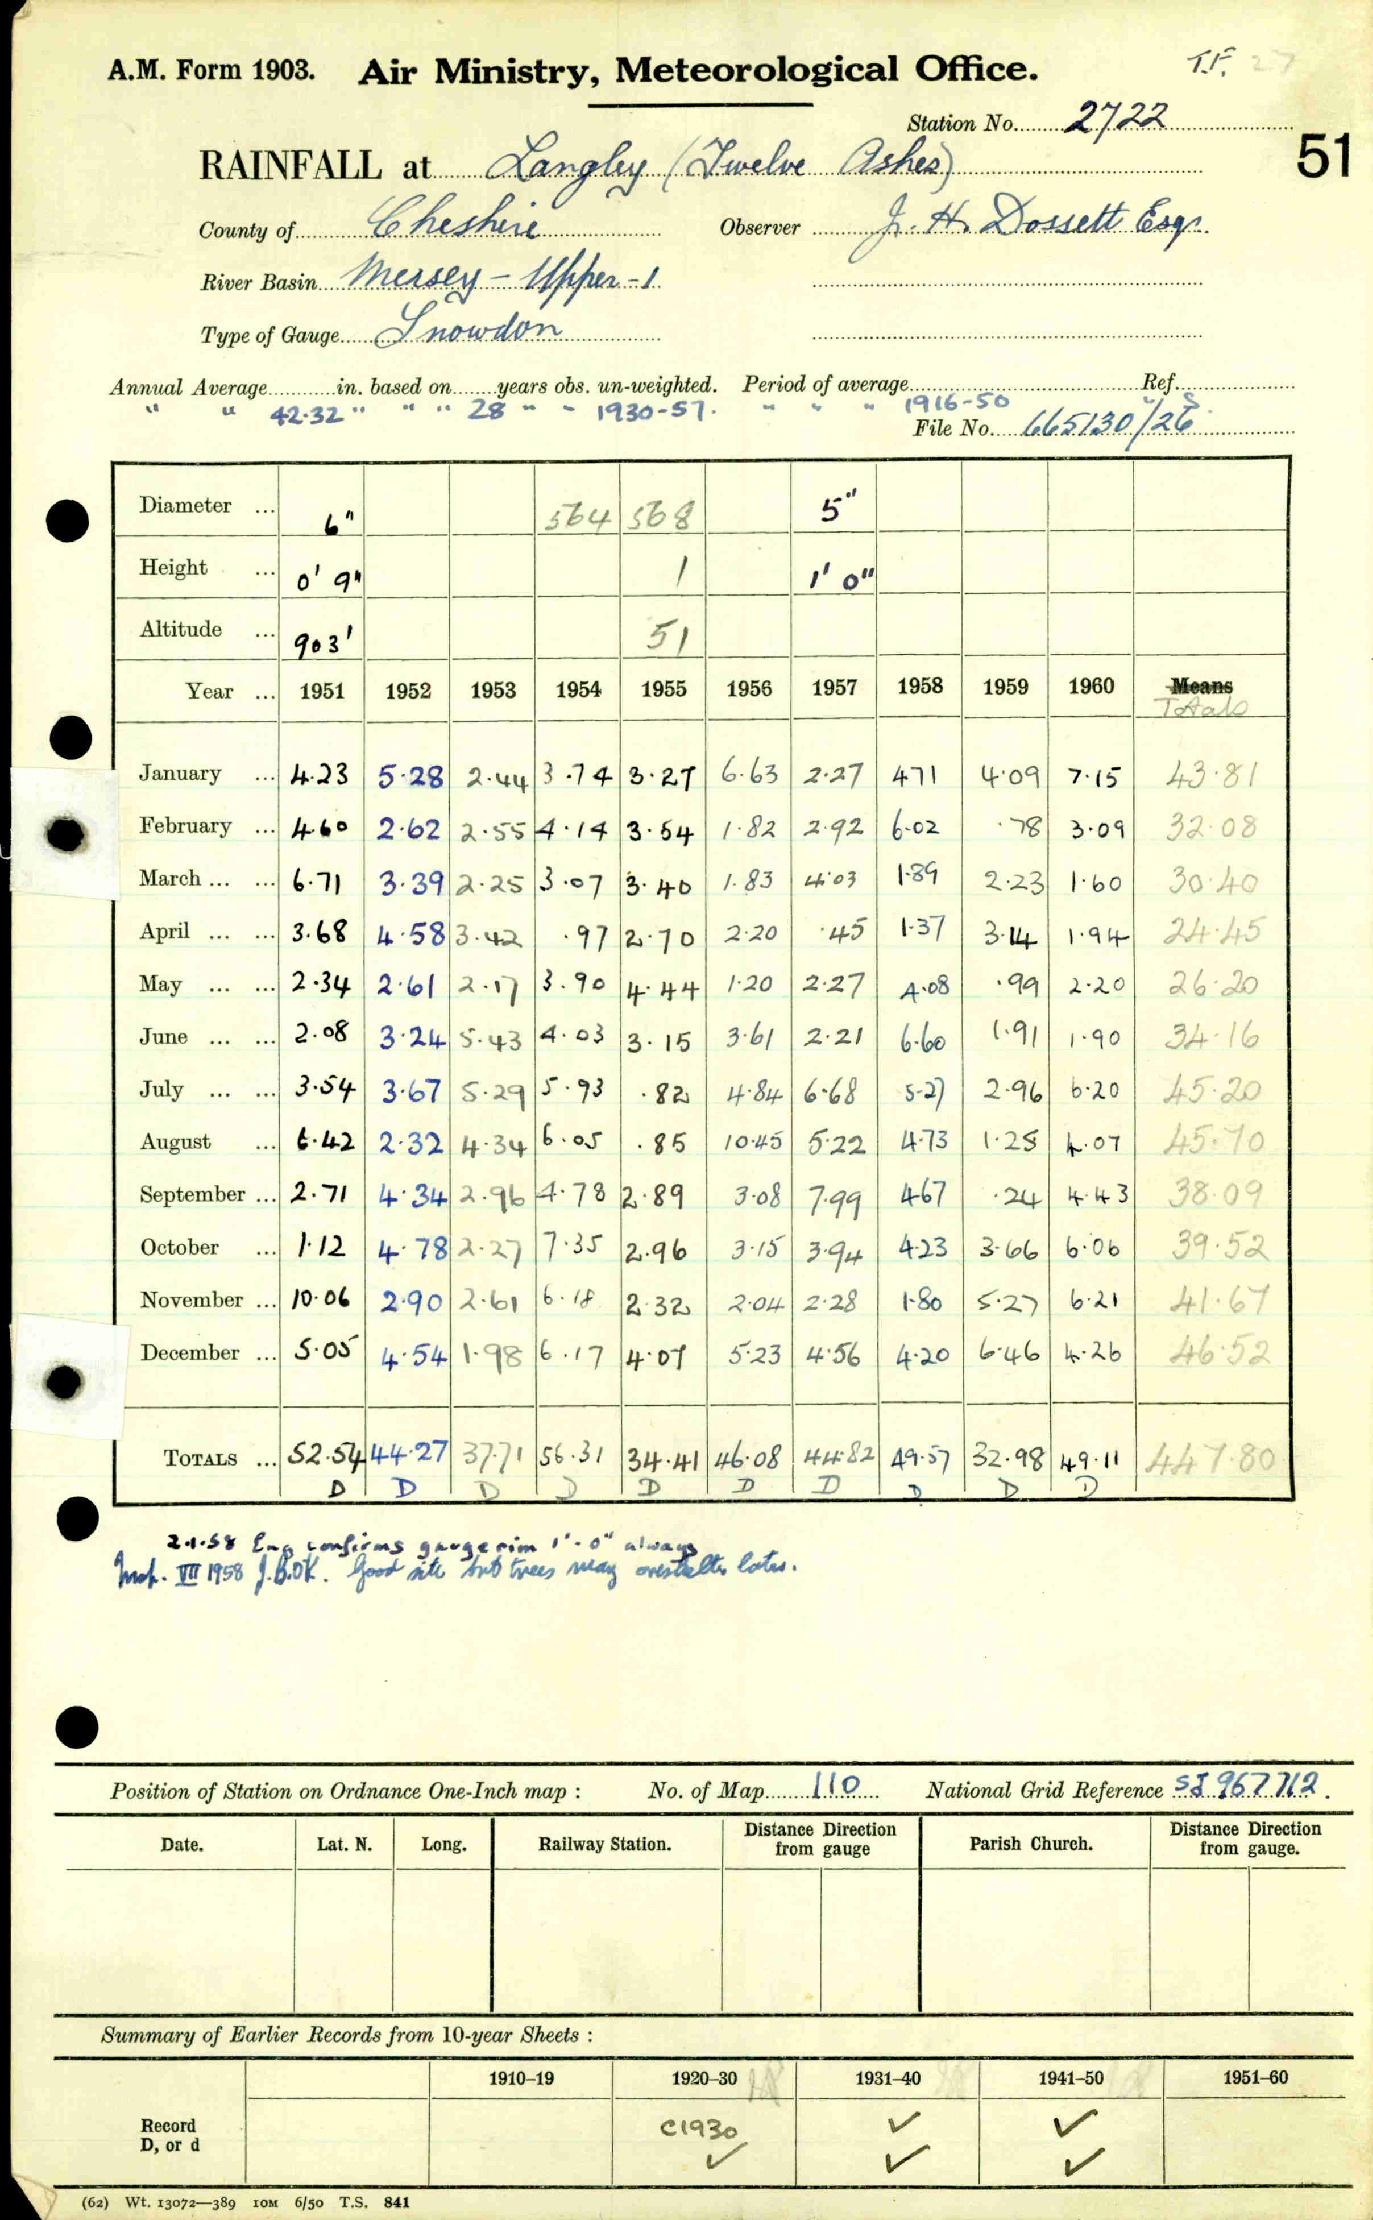 A.M. Form 1903. Air Ministry, Meteorological Office. T.F. 27
Station No. 2722
51
RAINFALL at Langley (Twelve Ashes)
County of Cheshire Observer J. H. Dossett Esqr.
River Basin Mersey - Upper - 1
Type of Gauge Snowdon
Annual Average in. based on years obs. un-weighted. Period of average Ref.
" " 42.32 " " " 28 " " 1930-57. " " " 1916-50 " S.
File No. 665130/26
Diameter ... 6" 564 568 5"
Height ... 0' 9" 1 1' 0"
Altitude ... 903' 51
Year ... 1951 1952 1953 1954 1955 1956 1957 1958 1959 1960 Means
Totals
January ... 4.23 5.28 2.44 3.74 3.27 6.63 2.27 4.71 4.09 7.15 43.81
February ... 4.60 2.62 2.55 4.14 3.54 1.82 2.92 6.02 .78 3.09 32.08
March ... ... 6.71 3.39 2.25 3.07 3.40 1.83 4.03 1.89 2.23 1.60 30.40
April ... ... 3.68 4.58 3.42 .97 2.70 2.20 .45 1.37 3.14 1.94 24.45
May ... ... 2.34 2.61 2.17 3.90 4.44 1.20 2.27 4.08 .99 2.20 26.20
June ... ... 2.08 3.24 5.43 4.03 3.15 3.61 2.21 6.60 1.91 1.90 34.16
July ... ... 3.54 3.67 5.29 5.93 .82 4.84 6.68 5.27 2.96 6.20 45.20
August ... 6.42 2.32 4.34 6.05 .85 10.45 5.22 4.73 1.25 4.07 45.70
September ... 2.71 4.34 2.96 4.78 2.89 3.08 7.99 4.67 .24 4.43 38.09
October ... 1.12 4.78 2.27 7.35 2.96 3.15 3.94 4.23 3.66 6.06 39.52
November ... 10.06 2.90 2.61 6.18 2.32 2.04 2.28 1.80 5.27 6.21 41.67
December ... 5.05 4.54 1.98 6.17 4.07 5.23 4.56 4.20 6.46 4.26 46.52
TOTALS ... 52.54 44.27 37.71 56.31 34.41 46.08 44.82 49.57 32.98 49.11 447.80
D D D D D D D D D D
2.1.58 Enq confirms gauge rim 1'-0" always
Insp. VII 1958 J.B.OK. Good site but trees may overshelter later.
Position of Station on Ordnance One-Inch map : No. of Map 110 National Grid Reference SJ 967712.
Date. Lat. N. Long. Railway Station. Distance Direction from gauge Parish Church. Distance Direction from gauge.
Summary of Earlier Records from 10-year Sheets :
1910–19 1920–30 1931–40 1941–50 1951–60
Record D, or d C1930 ✓ ✓
✓ ✓ ✓
(62) Wt. 13072—389 10M 6/50 T.S. 841